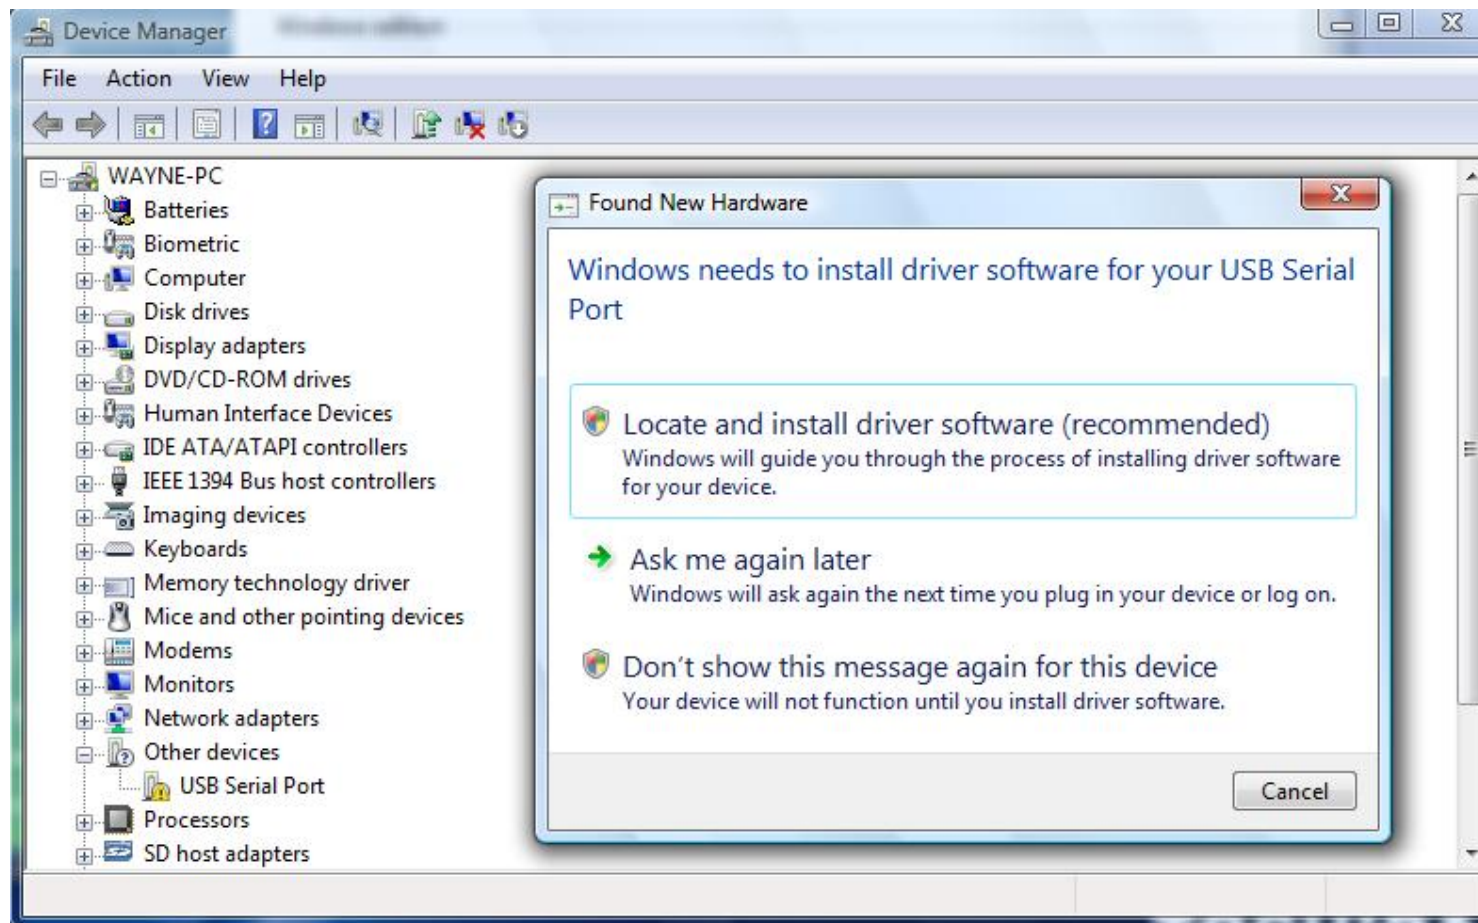 Device Manager
File Action View Help
WAYNE-PC
Batteries
Biometric
Computer
Disk drives
Display adapters
DVD/CD-ROM drives
Human Interface Devices
IDE ATA/ATAPI controllers
IEEE 1394 Bus host controllers
Imaging devices
Keyboards
Memory technology driver
Mice and other pointing devices
Modems
Monitors
Network adapters
Other devices
USB Serial Port
Processors
SD host adapters
Found New Hardware
Windows needs to install driver software for your USB Serial
Port
Locate and install driver software (recommended)
Windows will guide you through the process of installing driver software
for your device.
Ask me again later
Windows will ask again the next time you plug in your device or log on.
Don't show this message again for this device
Your device will not function until you install driver software.
Cancel